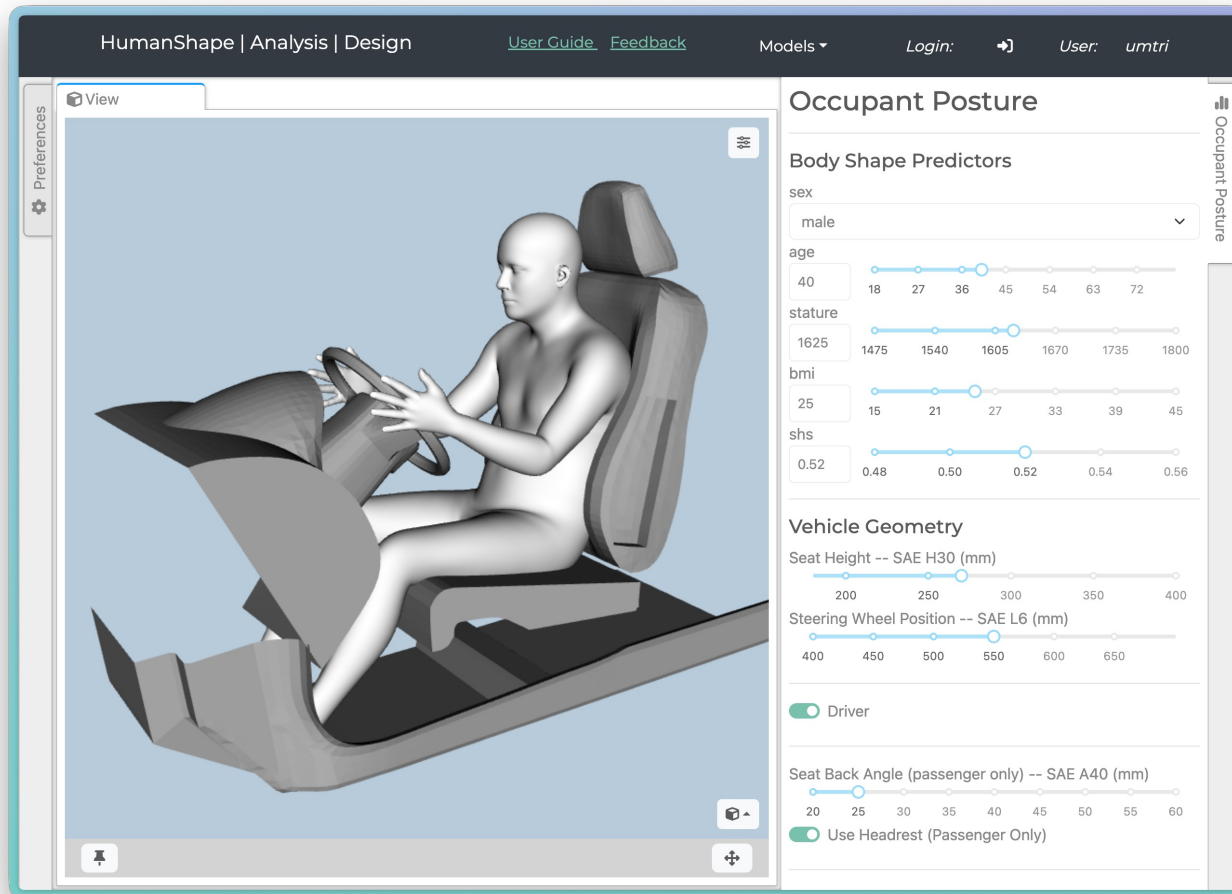 HumanShape | Analysis | Design User Guide Feedback Models Login: User: umtri
Preferences
View
Occupant Posture
Occupant Posture
Body Shape Predictors
sex
male
age
40
18 27 36 45 54 63 72
stature
1625
1475 1540 1605 1670 1735 1800
bmi
25
15 21 27 33 39 45
shs
0.52
0.48 0.50 0.52 0.54 0.56
Vehicle Geometry
Seat Height -- SAE H30 (mm)
200 250 300 350 400
Steering Wheel Position -- SAE L6 (mm)
400 450 500 550 600 650
Driver
Seat Back Angle (passenger only) -- SAE A40 (mm)
20 25 30 35 40 45 50 55 60
Use Headrest (Passenger Only)